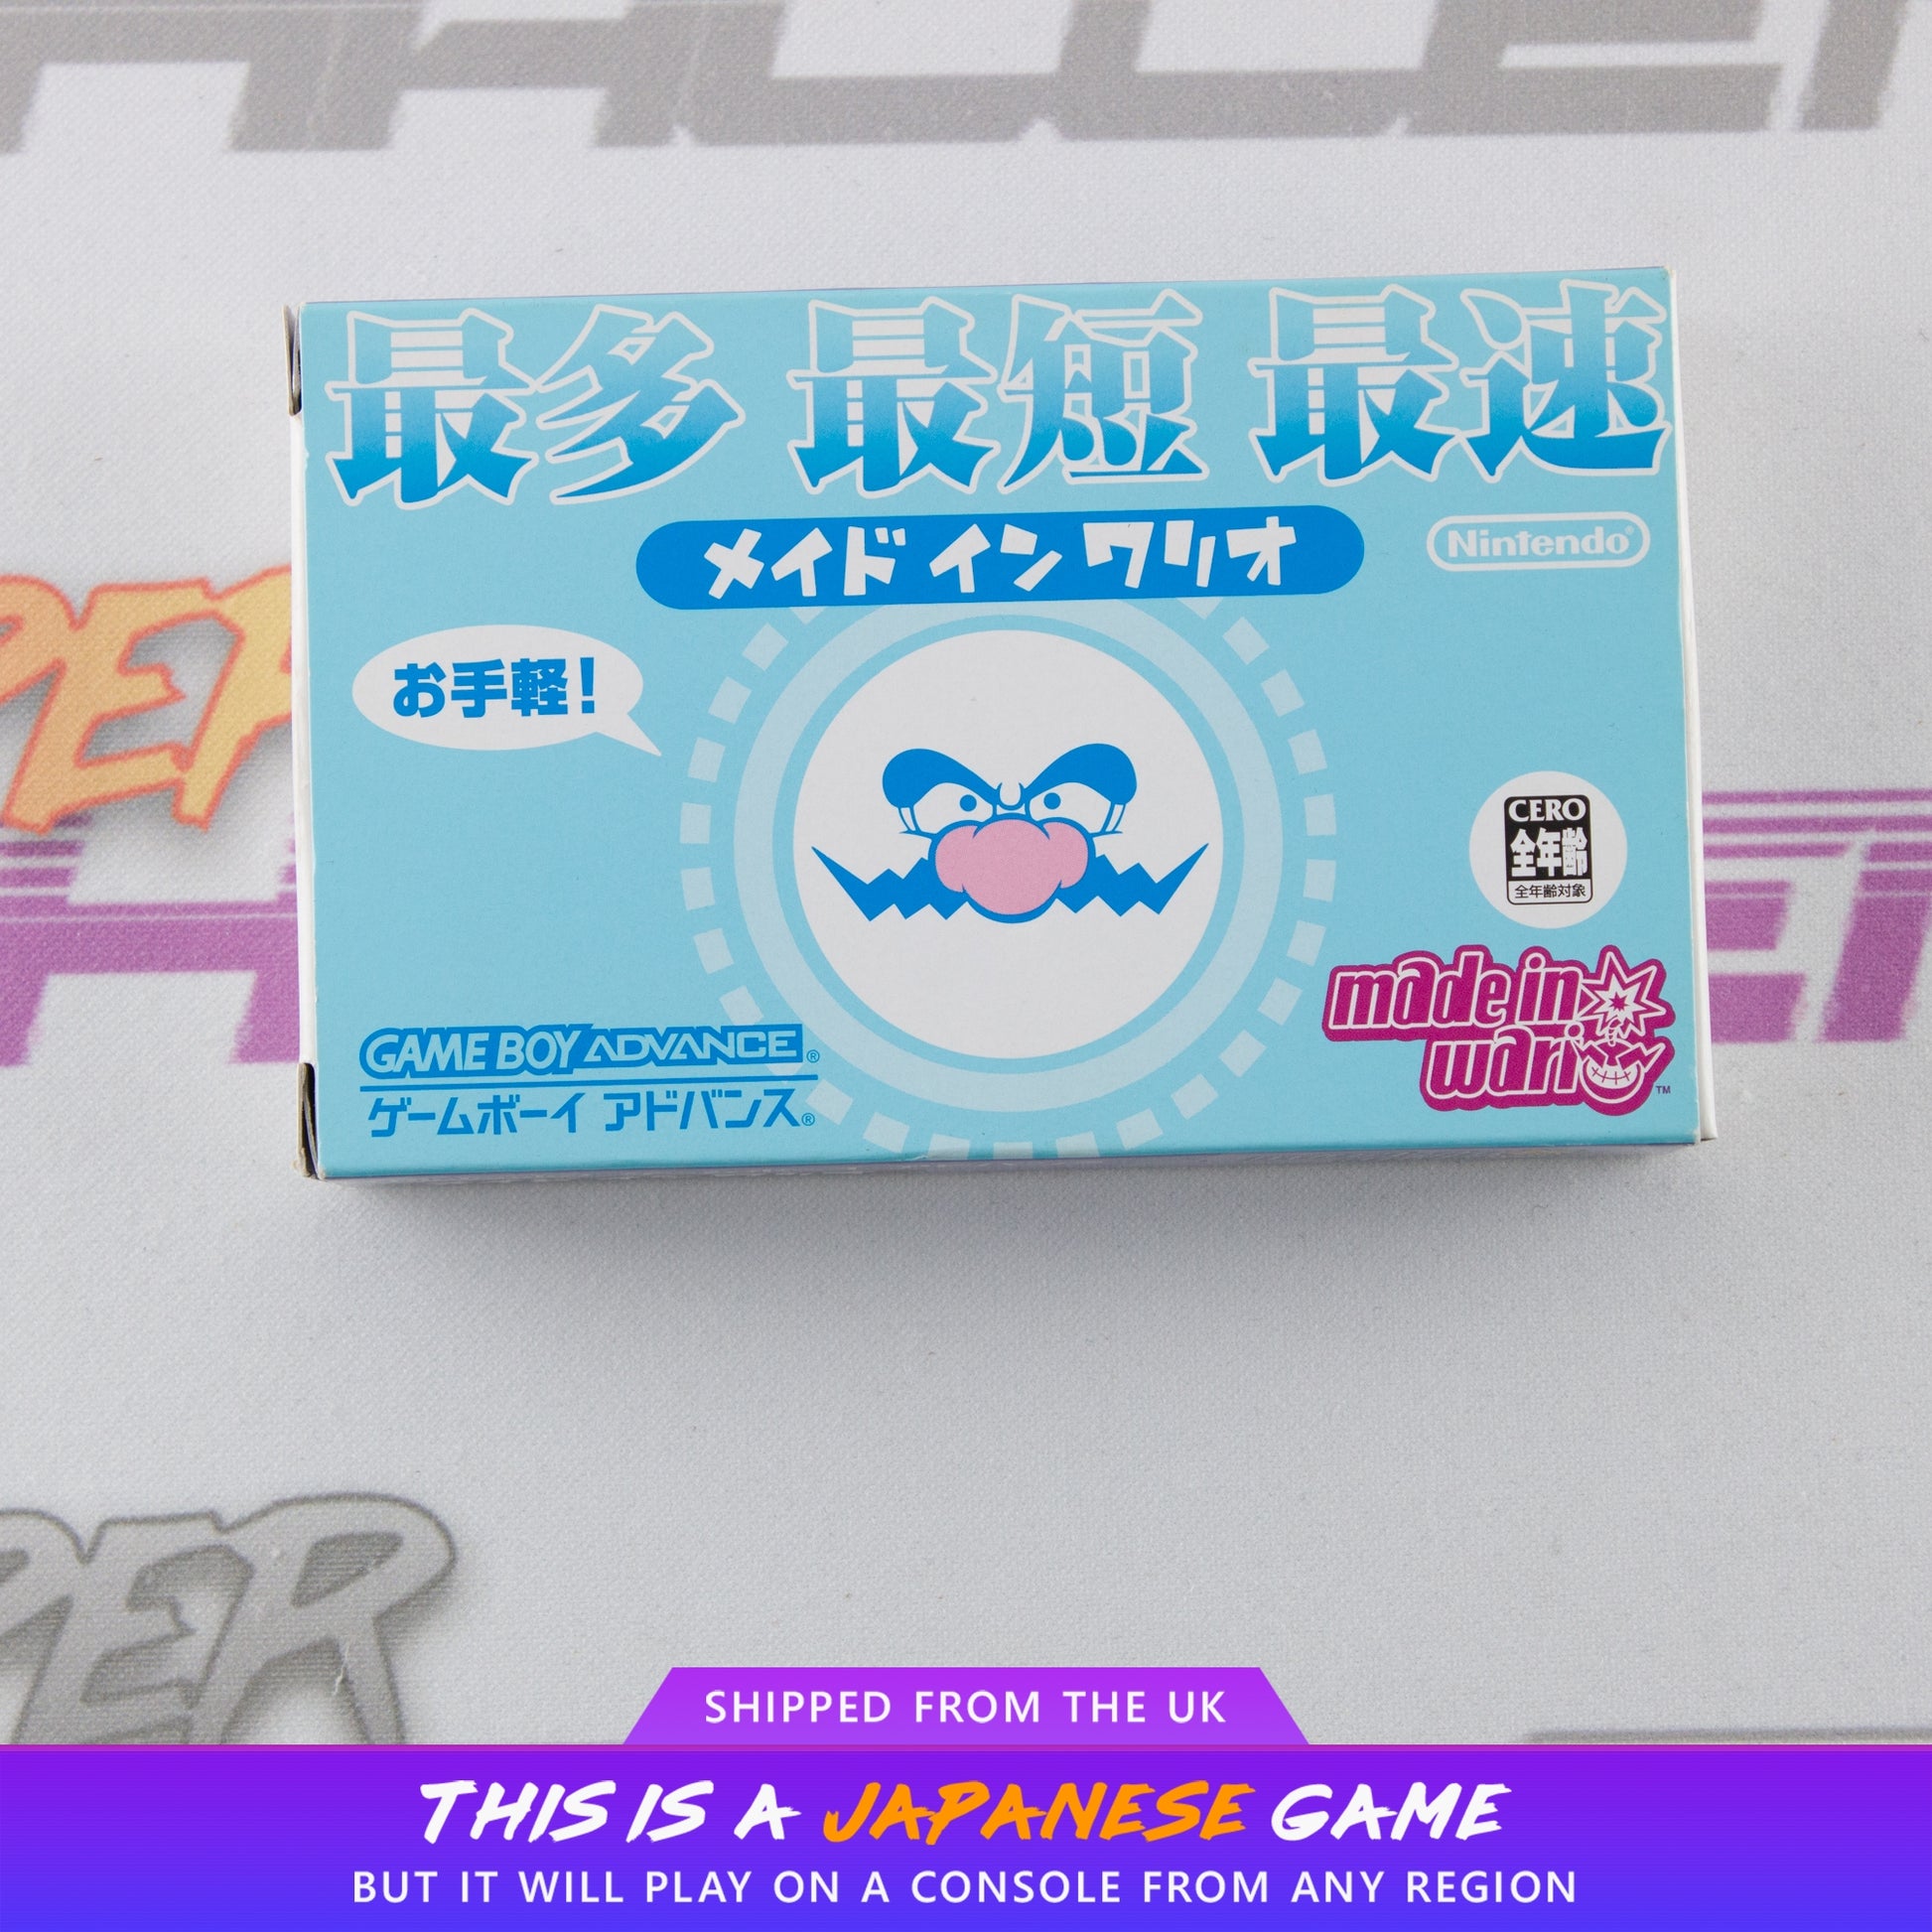 最多 最短 最速
メイド イン ワリオ
Nintendo®
お手軽!
CERO
全年齢
全年齢対象
made in
wario™
GAME BOY ADVANCE®
ゲームボーイ アドバンス®
PER
PER
SHIPPED FROM THE UK
THIS IS A JAPANESE GAME
BUT IT WILL PLAY ON A CONSOLE FROM ANY REGION